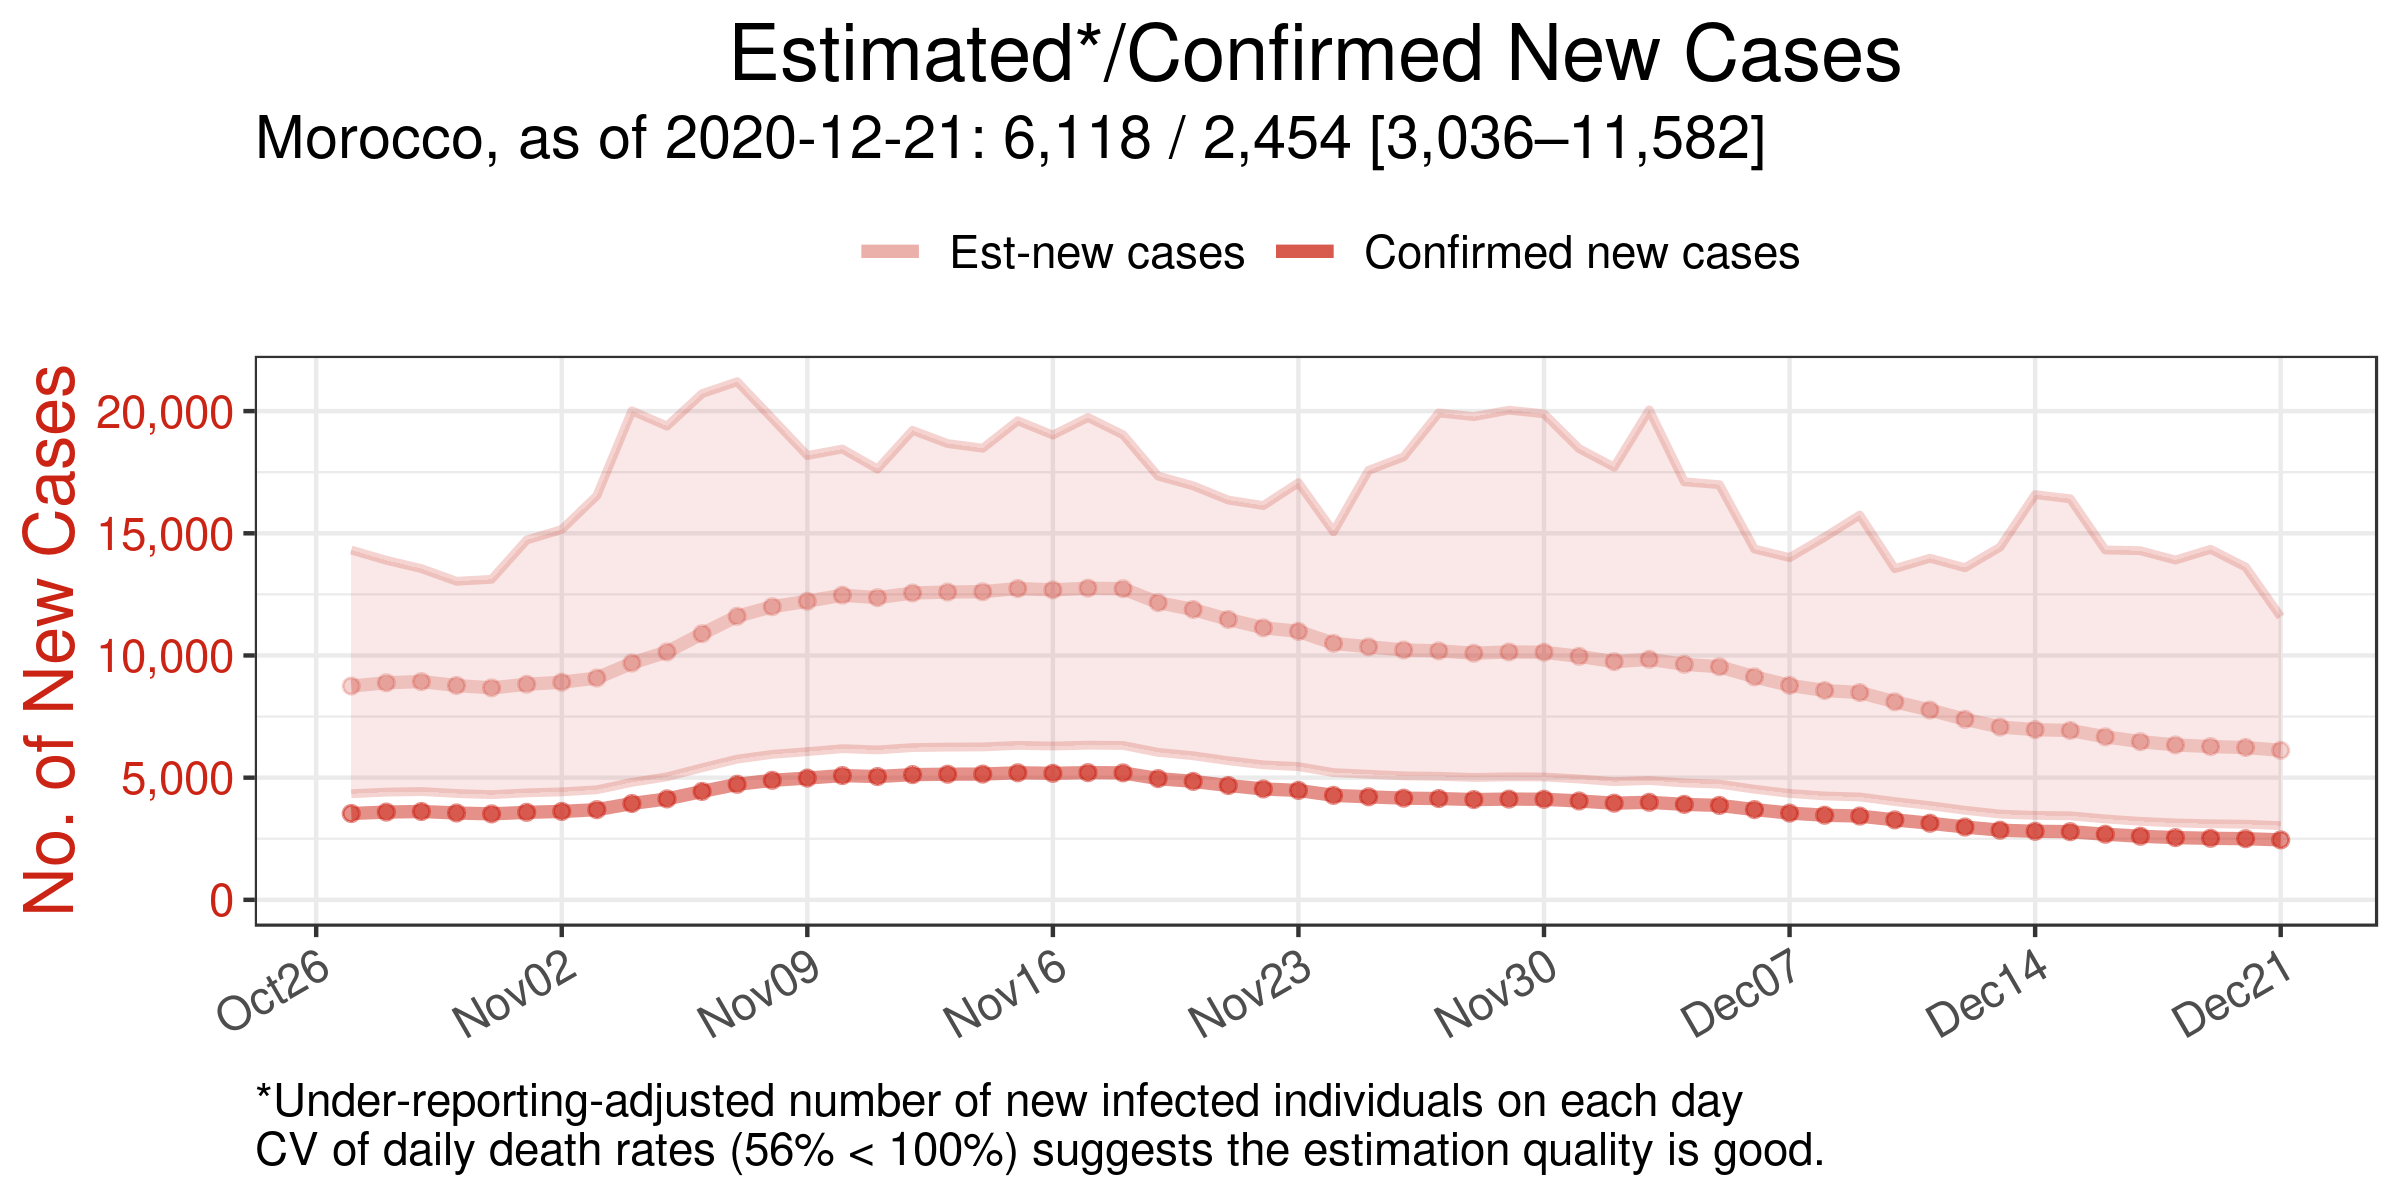 Estimated*/Confirmed New Cases
Morocco, as of 2020-12-21: 6,118 / 2,454 [3,036–11,582]
Est-new cases
Confirmed new cases
No. of New Cases
20,000
15,000
10,000
5,000
0
Oct26
Nov02
Nov09
Nov16
Nov23
Nov30
Dec07
Dec14
Dec21
*Under-reporting-adjusted number of new infected individuals on each day
CV of daily death rates (56% < 100%) suggests the estimation quality is good.